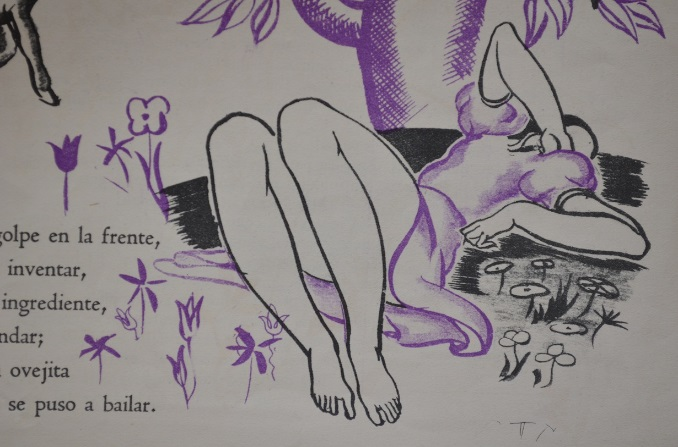 golpe en la frente,
inventar,
ingrediente,
ndar;
ovejita
se puso a bailar.